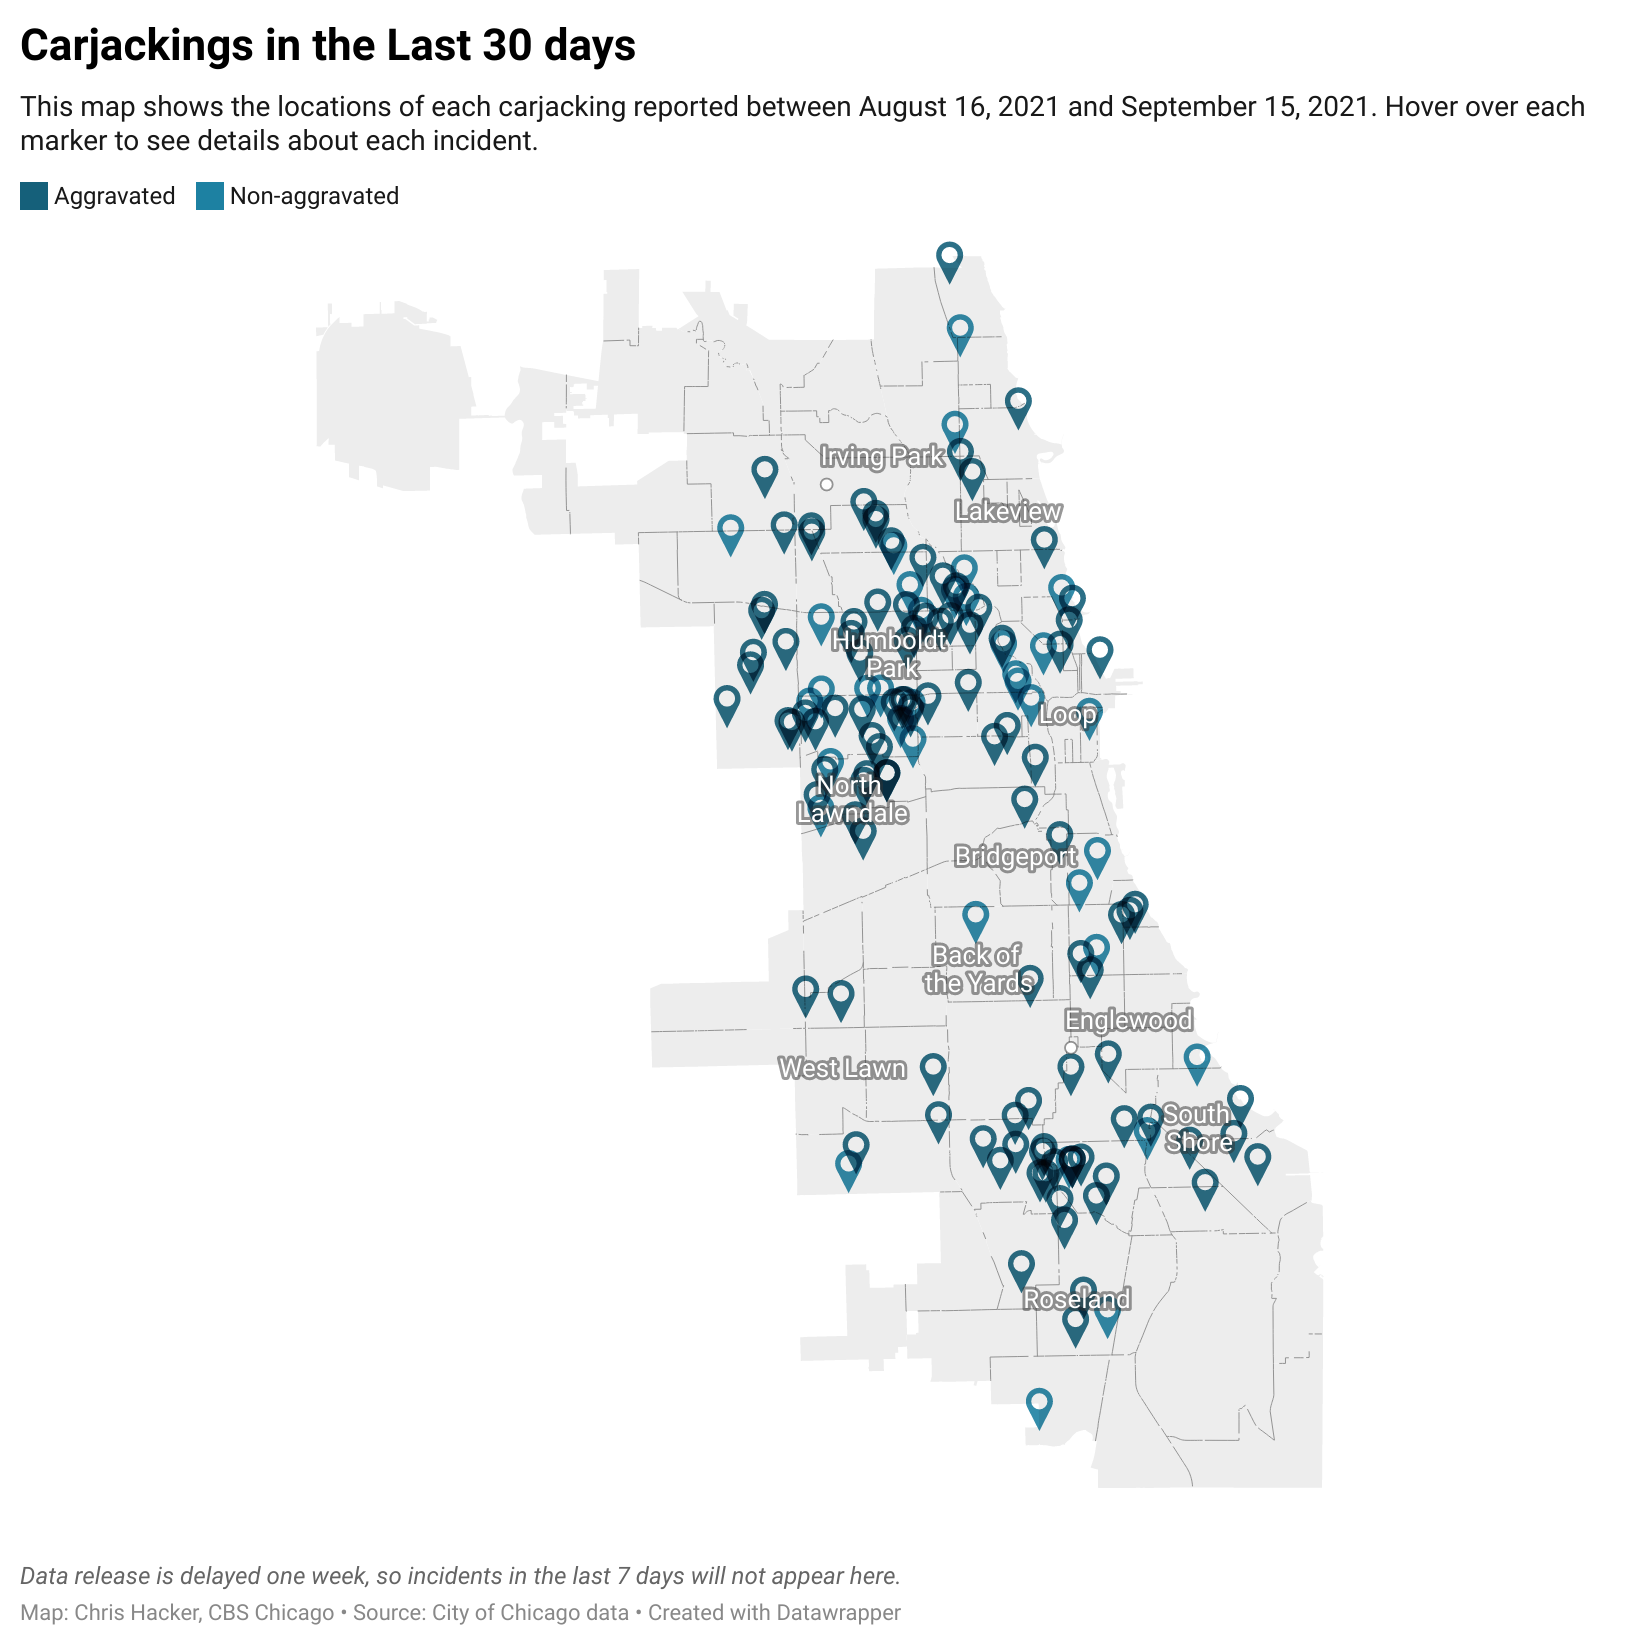 Carjackings in the Last 30 days
This map shows the locations of each carjacking reported between August 16, 2021 and September 15, 2021. Hover over each
marker to see details about each incident.
Aggravated Non-aggravated
Irving Park
Lakeview
Humboldt
Park
Loop
North
Lawndale
Bridgeport
Back of
the Yards
Englewood
West Lawn
South
Shore
Roseland
Data release is delayed one week, so incidents in the last 7 days will not appear here.
Map: Chris Hacker, CBS Chicago • Source: City of Chicago data • Created with Datawrapper